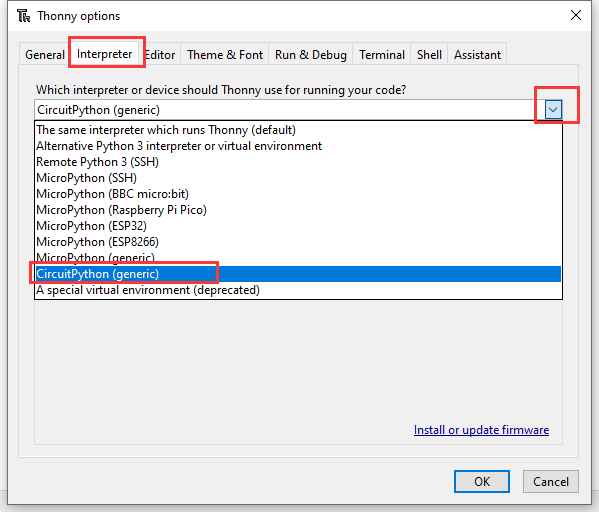 Thonny options
General Interpreter Editor Theme & Font Run & Debug Terminal Shell Assistant
Which interpreter or device should Thonny use for running your code?
CircuitPython (generic)
The same interpreter which runs Thonny (default)
Alternative Python 3 interpreter or virtual environment
Remote Python 3 (SSH)
MicroPython (SSH)
MicroPython (BBC micro:bit)
MicroPython (Raspberry Pi Pico)
MicroPython (ESP32)
MicroPython (ESP8266)
MicroPython (generic)
CircuitPython (generic)
A special virtual environment (deprecated)
Install or update firmware
OK Cancel